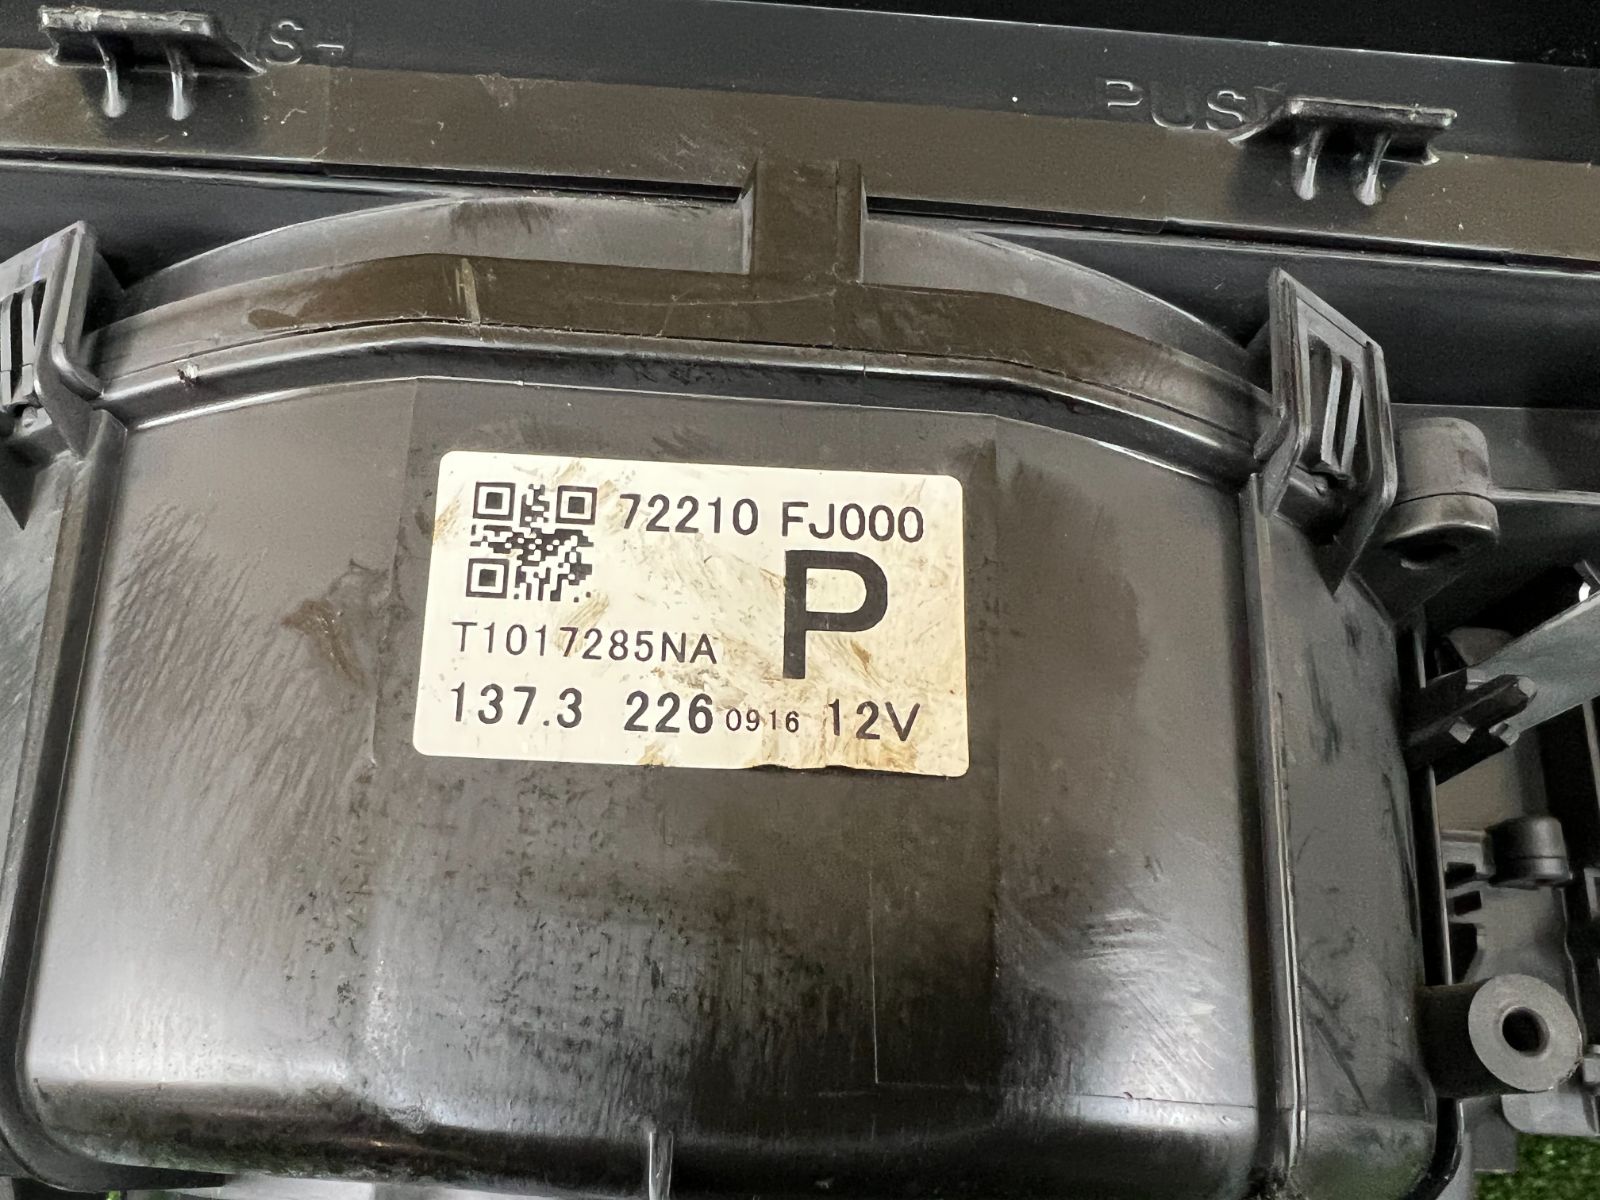 PUSH
72210 FJ000
P
T1017285NA
137.3 226 0916 12V